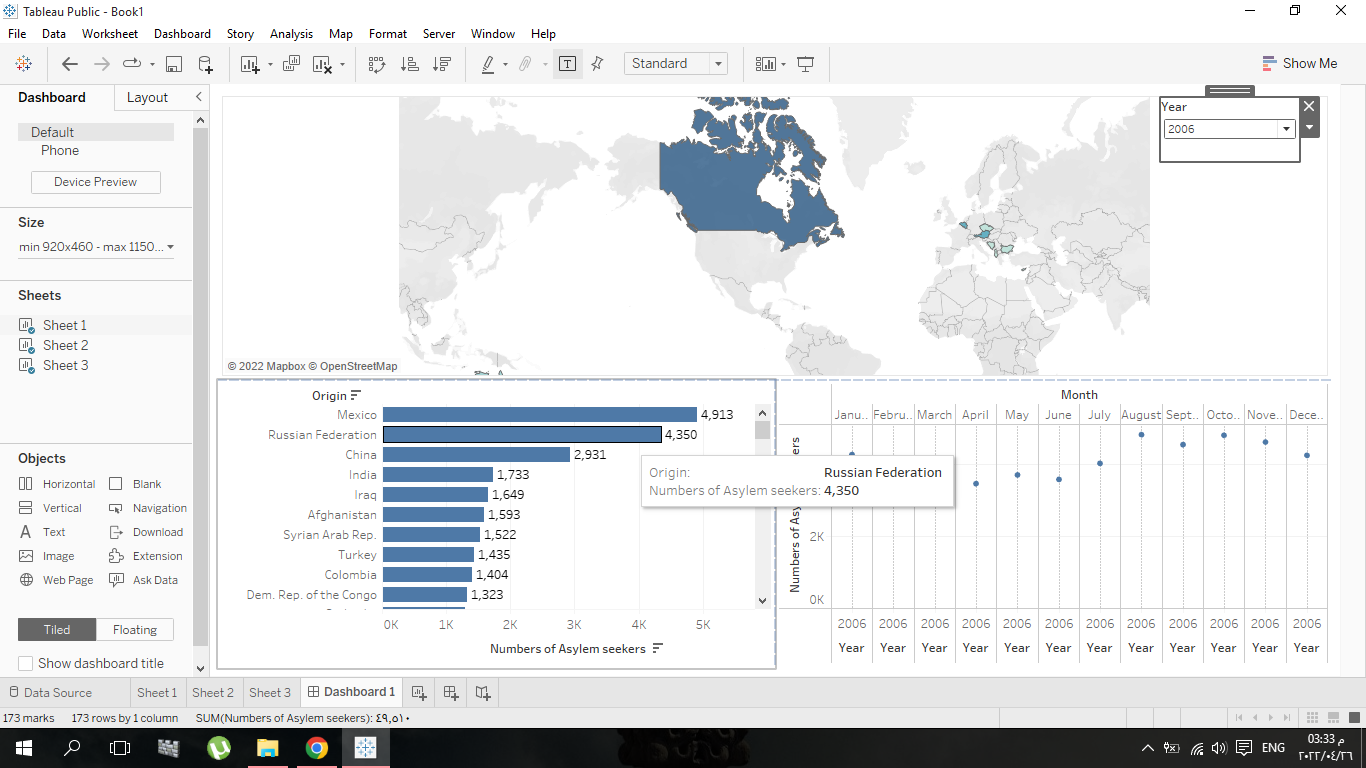 Tableau Public - Book1
File Data Worksheet Dashboard Story Analysis Map Format Server Window Help
Standard
Show Me
Dashboard Layout
Default
Phone
Device Preview
Size
min 920x460 - max 1150...
Sheets
Sheet 1
Sheet 2
Sheet 3
Objects
Horizontal Blank
Vertical Navigation
Text Download
Image Extension
Web Page Ask Data
Tiled Floating
Show dashboard title
Year
2006
© 2022 Mapbox © OpenStreetMap
Origin
Mexico 4,913
Russian Federation 4,350
China 2,931
India 1,733
Iraq 1,649
Afghanistan 1,593
Syrian Arab Rep. 1,522
Turkey 1,435
Colombia 1,404
Dem. Rep. of the Congo 1,323
0K 1K 2K 3K 4K 5K
Numbers of Asylem seekers
Origin: Russian Federation
Numbers of Asylem seekers: 4,350
Month
Janu.. Febru.. March April May June July August Sept.. Octo.. Nove.. Dece..
Numbers of Asy
ers
2K
0K
2006 2006 2006 2006 2006 2006 2006 2006 2006 2006 2006 2006
Year Year Year Year Year Year Year Year Year Year Year Year
Data Source Sheet 1 Sheet 2 Sheet 3 Dashboard 1
173 marks 173 rows by 1 column SUM(Numbers of Asylem seekers): ٤٩,٥١٠
ENG
03:33 م
٢٠٢٢/٠٤/٢٦